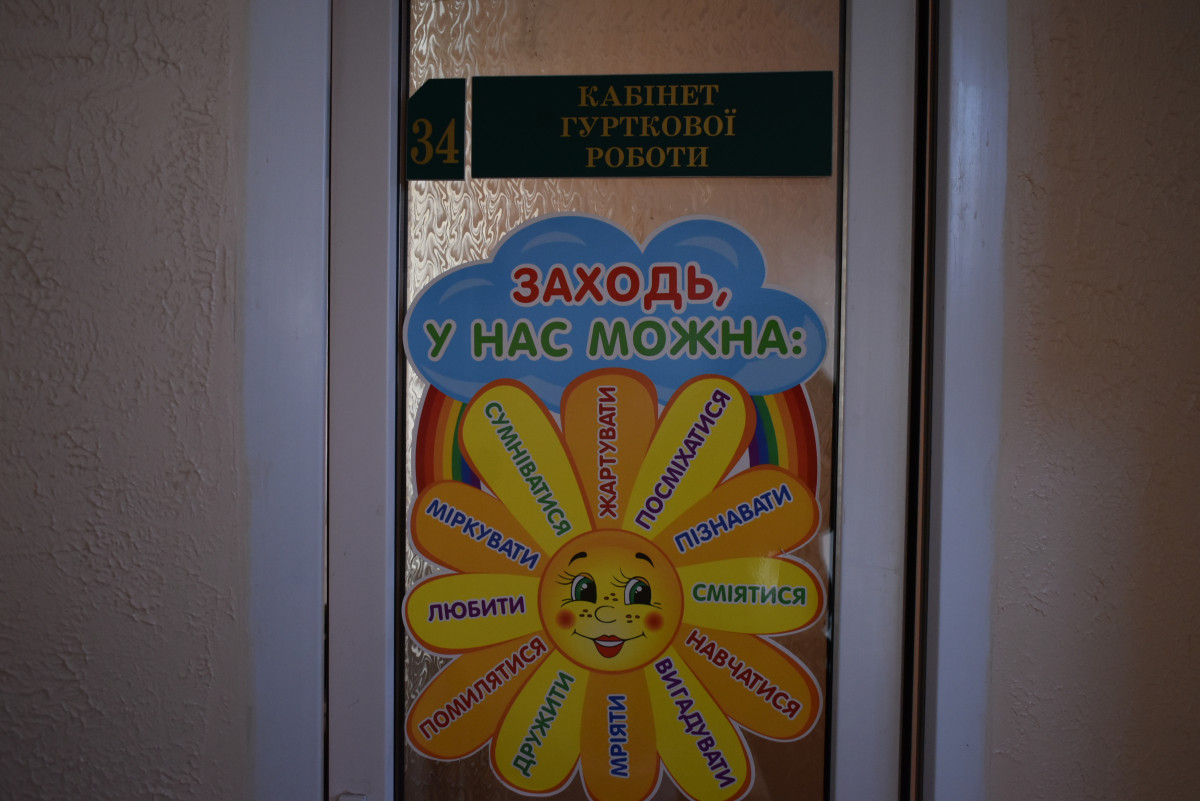 34
КАБІНЕТ
ГУРТКОВОЇ
РОБОТИ
ЗАХОДЬ,
У НАС МОЖНА:
СУМНІВАТИСЯ
ЖАРТУВАТИ
ПОСМІХАТИСЯ
ПІЗНАВАТИ
СМІЯТИСЯ
НАВЧАТИСЯ
ВИГАДУВАТИ
МРІЯТИ
ДРУЖИТИ
ПОМИЛЯТИСЯ
ЛЮБИТИ
МІРКУВАТИ